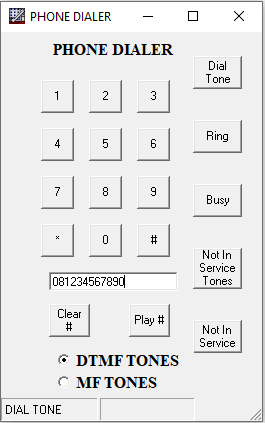 PHONE DIALER
PHONE DIALER
Dial
Tone
1 2 3
Ring
4 5 6
Busy
7 8 9
* 0 #
Not In
Service
Tones
081234567890
Clear
#
Play #
Not In
Service
DTMF TONES
MF TONES
DIAL TONE